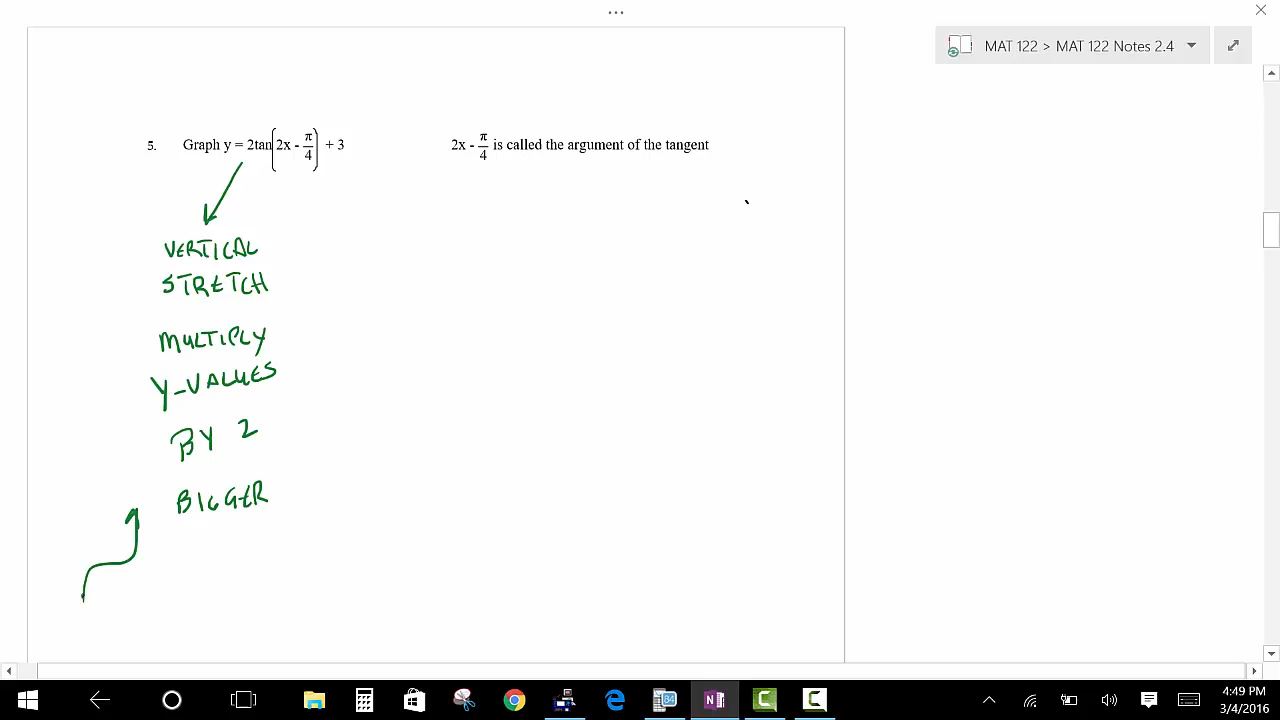 ...
MAT 122 > MAT 122 Notes 2.4
5. Graph y = 2tan(2x - π/4) + 3
2x - π/4 is called the argument of the tangent
VERTICAL
STRETCH
MULTIPLY
Y-VALUES
BY 2
BIGGER
4:49 PM
3/4/2016